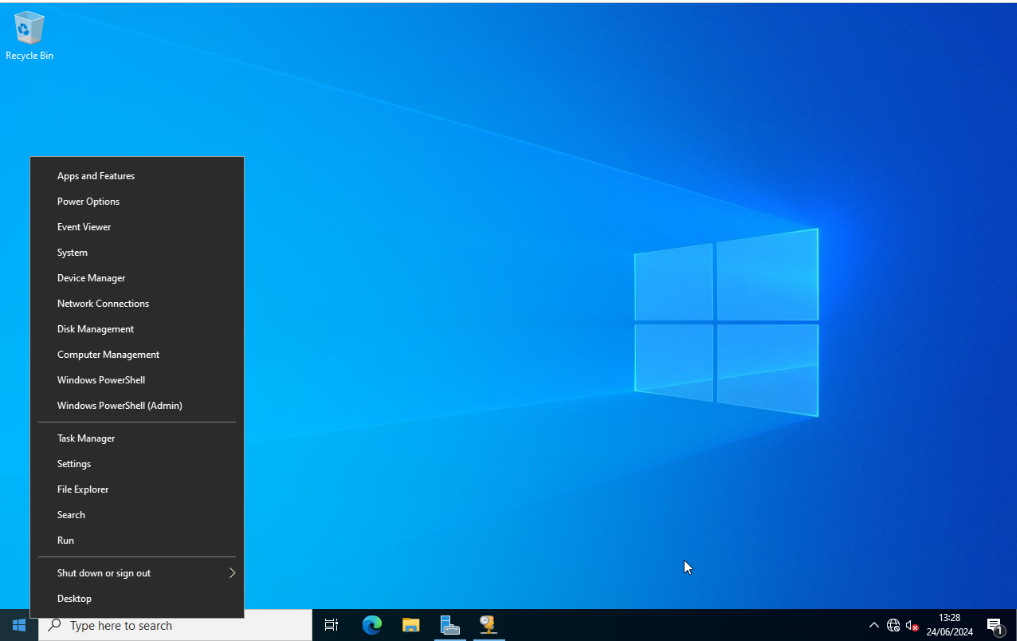 Recycle Bin
Apps and Features
Power Options
Event Viewer
System
Device Manager
Network Connections
Disk Management
Computer Management
Windows PowerShell
Windows PowerShell (Admin)
Task Manager
Settings
File Explorer
Search
Run
Shut down or sign out
Desktop
Type here to search
13:28
24/06/2024
1